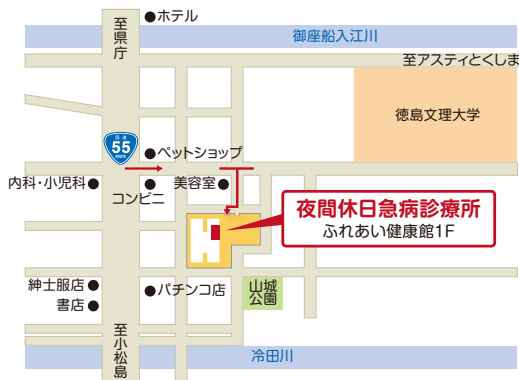 ●ホテル
至県庁
御座船入江川
至アスティとくしま
徳島文理大学
国道
55
ROUTE
●ペットショップ
内科・小児科●
コンビニ
美容室●
夜間休日急病診療所
ふれあい健康館1F
紳士服店●
書店●
●パチンコ店
山城
公園
至小松島
冷田川